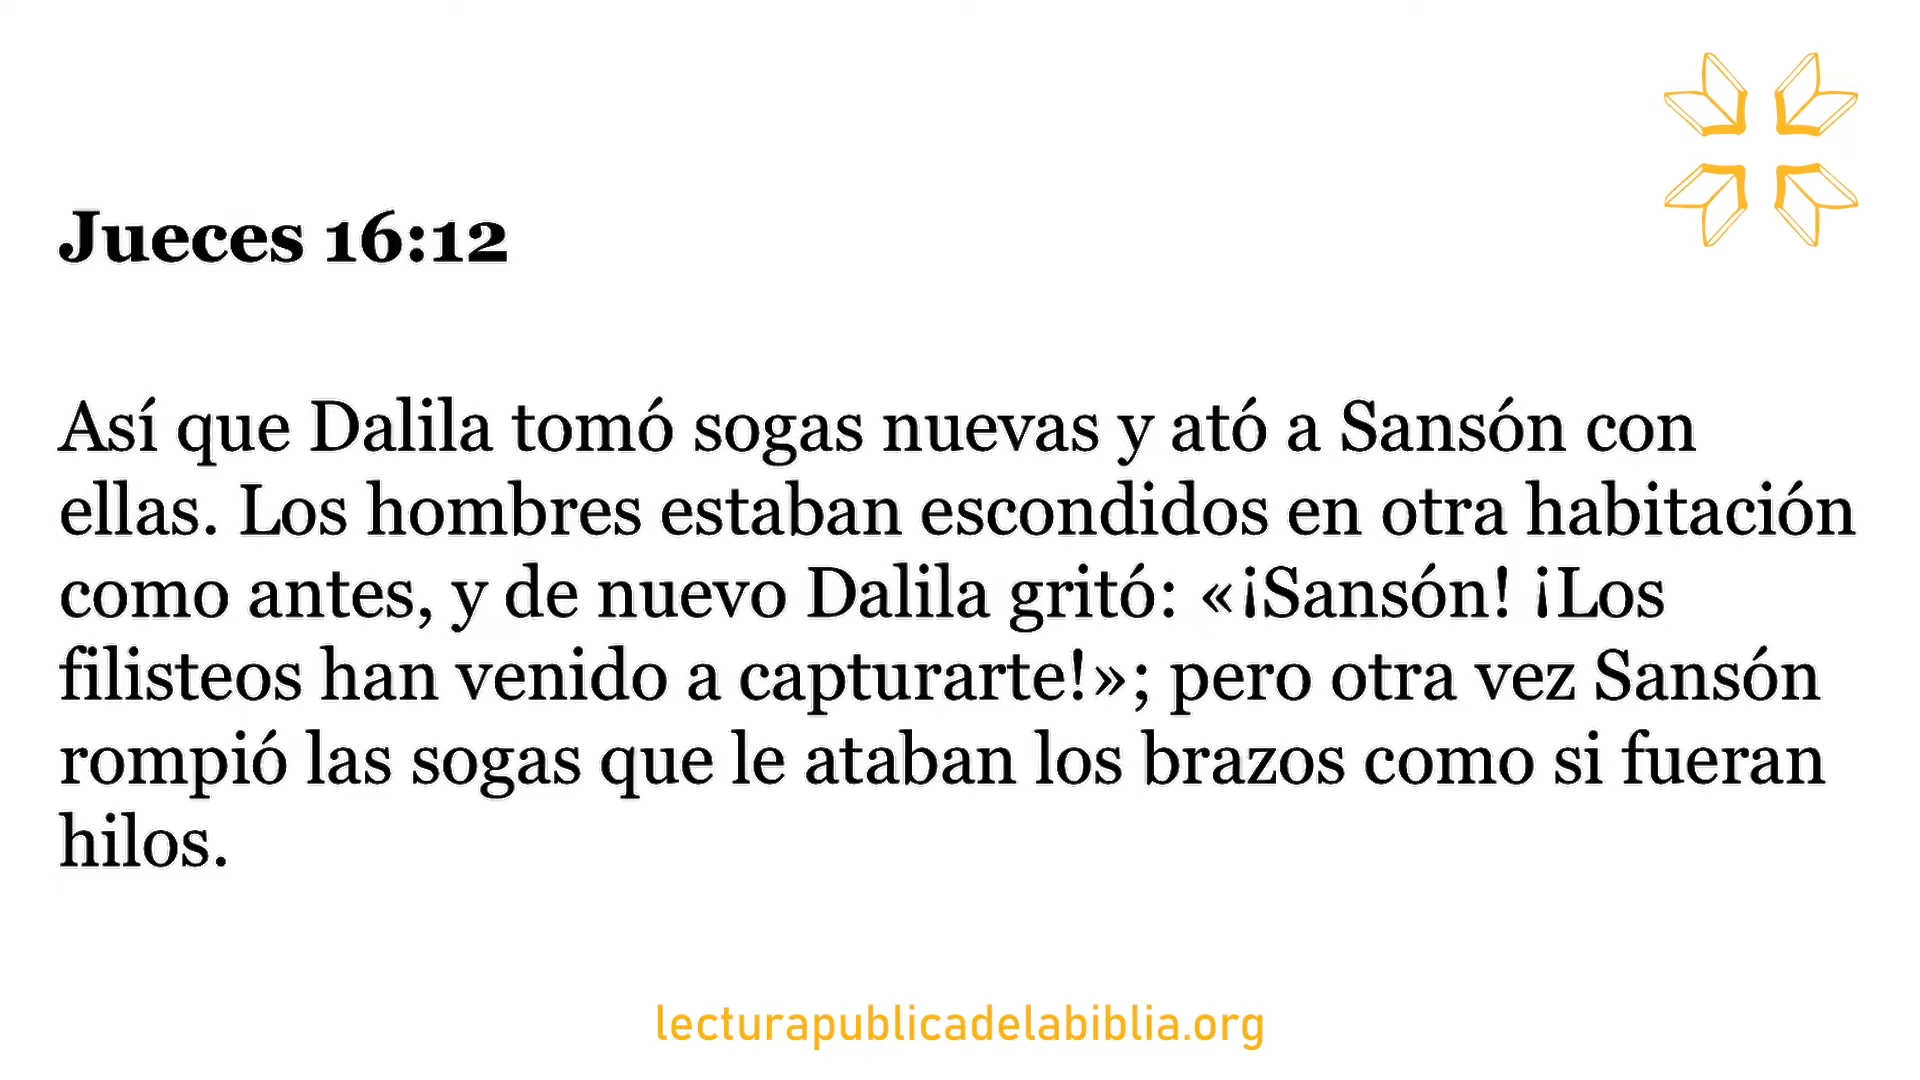 Jueces 16:12
Así que Dalila tomó sogas nuevas y ató a Sansón con
ellas. Los hombres estaban escondidos en otra habitación
como antes, y de nuevo Dalila gritó: «¡Sansón! ¡Los
filisteos han venido a capturarte!»; pero otra vez Sansón
rompió las sogas que le ataban los brazos como si fueran
hilos.
lecturapublicadelabiblia.org